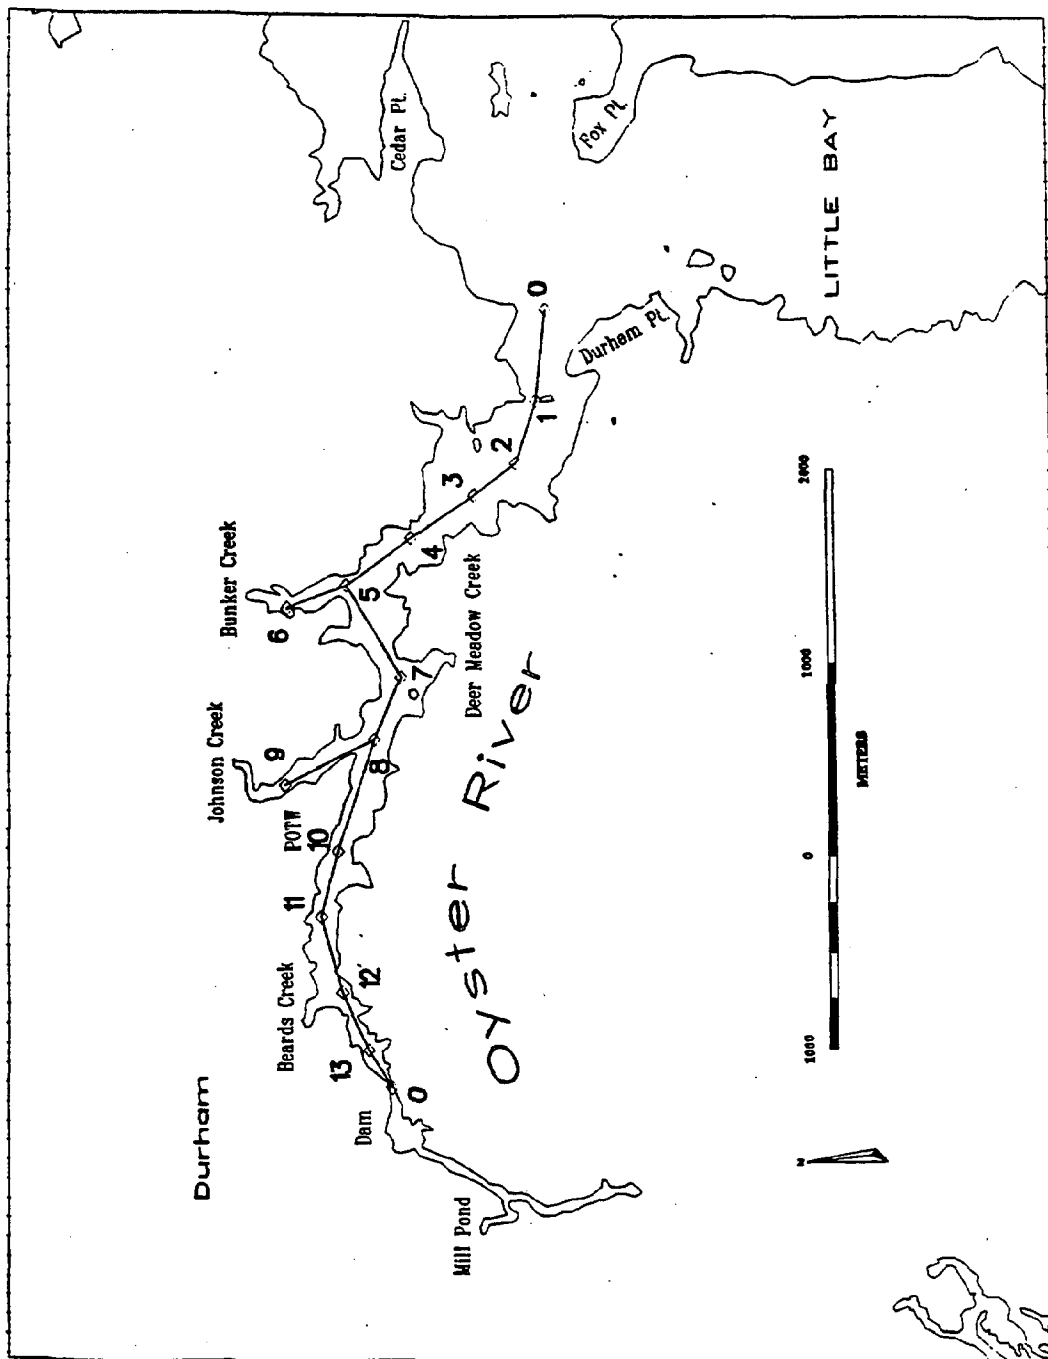 Durham
Mill Pond
Dam
0
13
Beards Creek
12
11
POTW
10
Johnson Creek
9
8
7
Bunker Creek
6
5
Deer Meadow Creek
4
3
2
1
0
Oyster River
Durham Pt.
Cedar Pt.
Fox Pt.
LITTLE BAY
N
1000
0
1000
2000
METERS